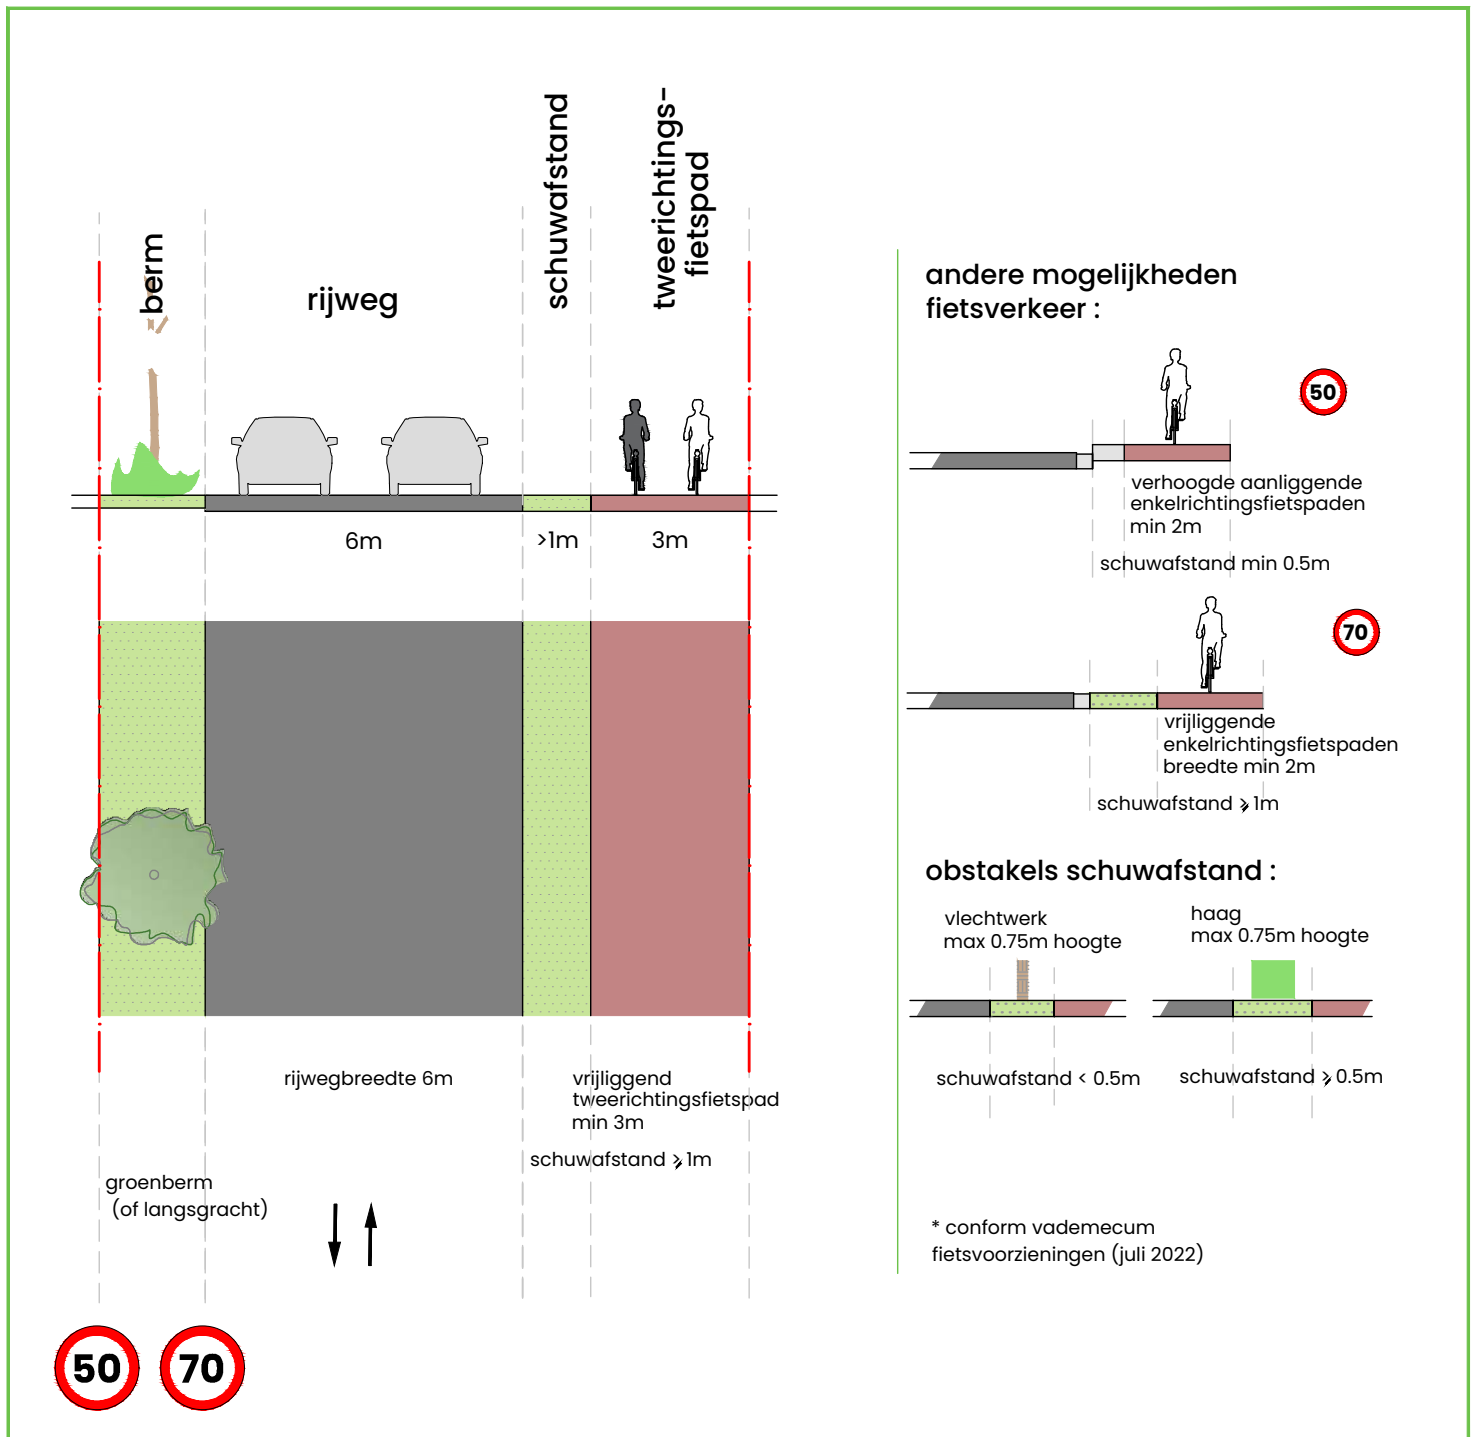 berm
rijweg
schuwafstand
tweerichtings-
fietspad
6m
>1m
3m
rijwegbreedte 6m
vrijliggend
tweerichtingsfietspad
min 3m
schuwafstand ⩾ 1m
groenberm
(of langsgracht)
50
70
andere mogelijkheden
fietsverkeer :
50
verhoogde aanliggende
enkelrichtingsfietspaden
min 2m
schuwafstand min 0.5m
70
vrijliggende
enkelrichtingsfietspaden
breedte min 2m
schuwafstand ⩾ 1m
obstakels schuwafstand :
vlechtwerk
max 0.75m hoogte
haag
max 0.75m hoogte
schuwafstand < 0.5m
schuwafstand ⩾ 0.5m
* conform vademecum
fietsvoorzieningen (juli 2022)